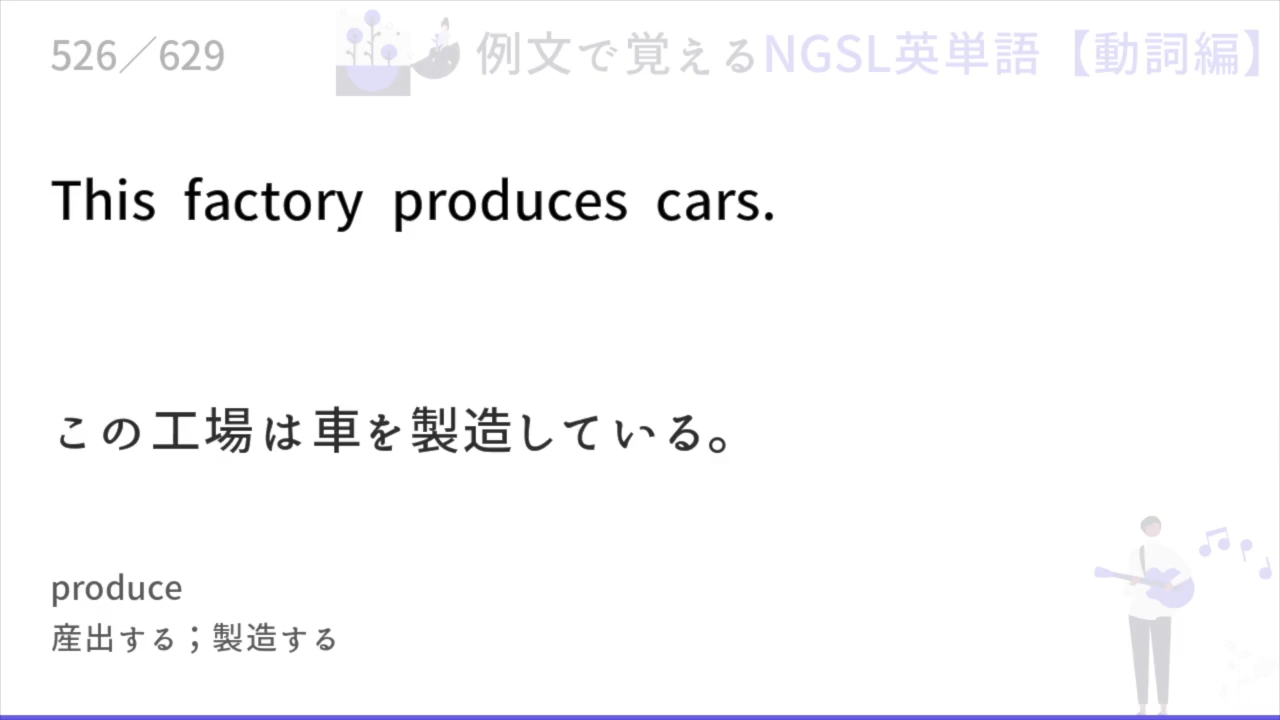 526／629
例文で覚えるNGSL英単語【動詞編】
This factory produces cars.
この工場は車を製造している。
produce
産出する；製造する